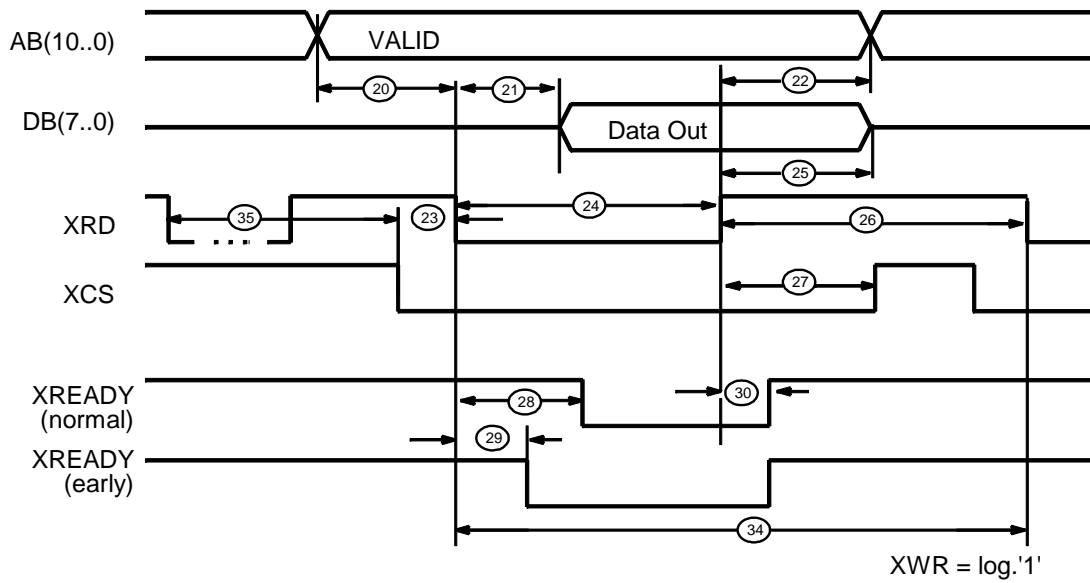 AB(10..0)
VALID
20
21
22
DB(7..0)
Data Out
25
35
23
24
XRD
26
XCS
27
XREADY
(normal)
28
30
29
XREADY
(early)
34
XWR = log.'1'